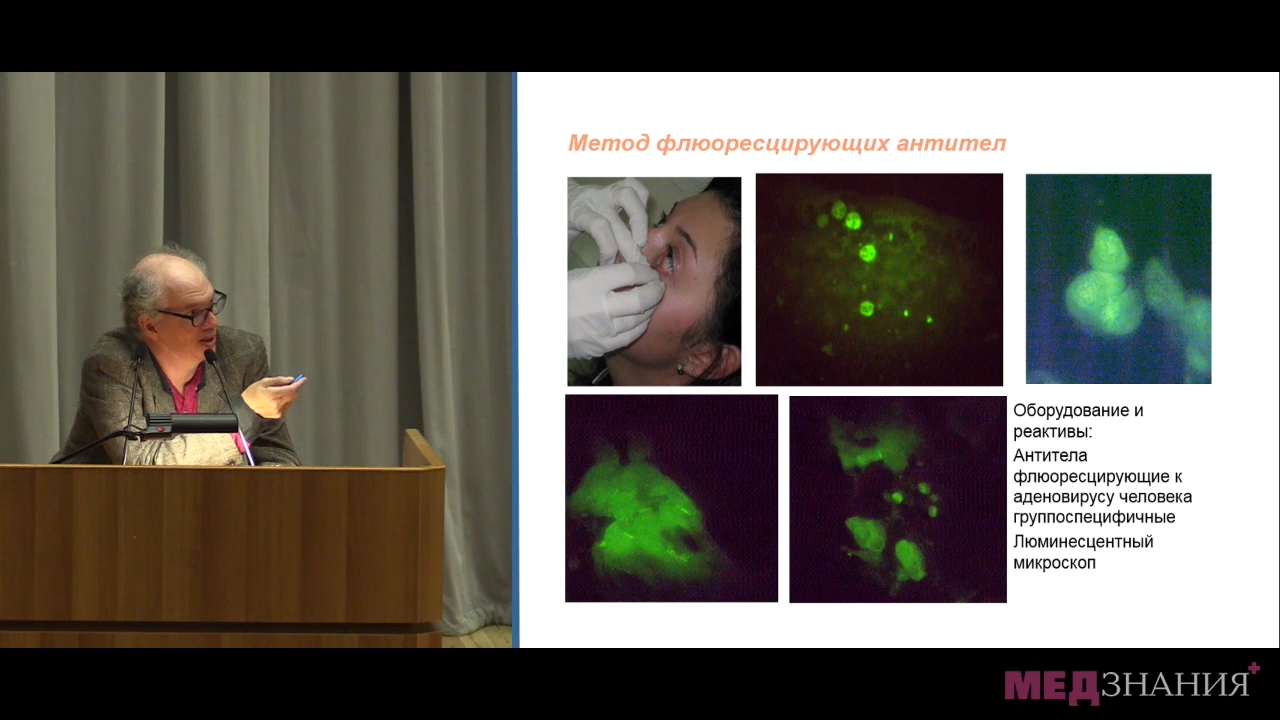 Метод флюоресцирующих антител
Оборудование и
реактивы:
Антитела
флюоресцирующие к
аденовирусу человека
группоспецифичные
Люминесцентный
микроскоп
МЕДЗНАНИЯ+